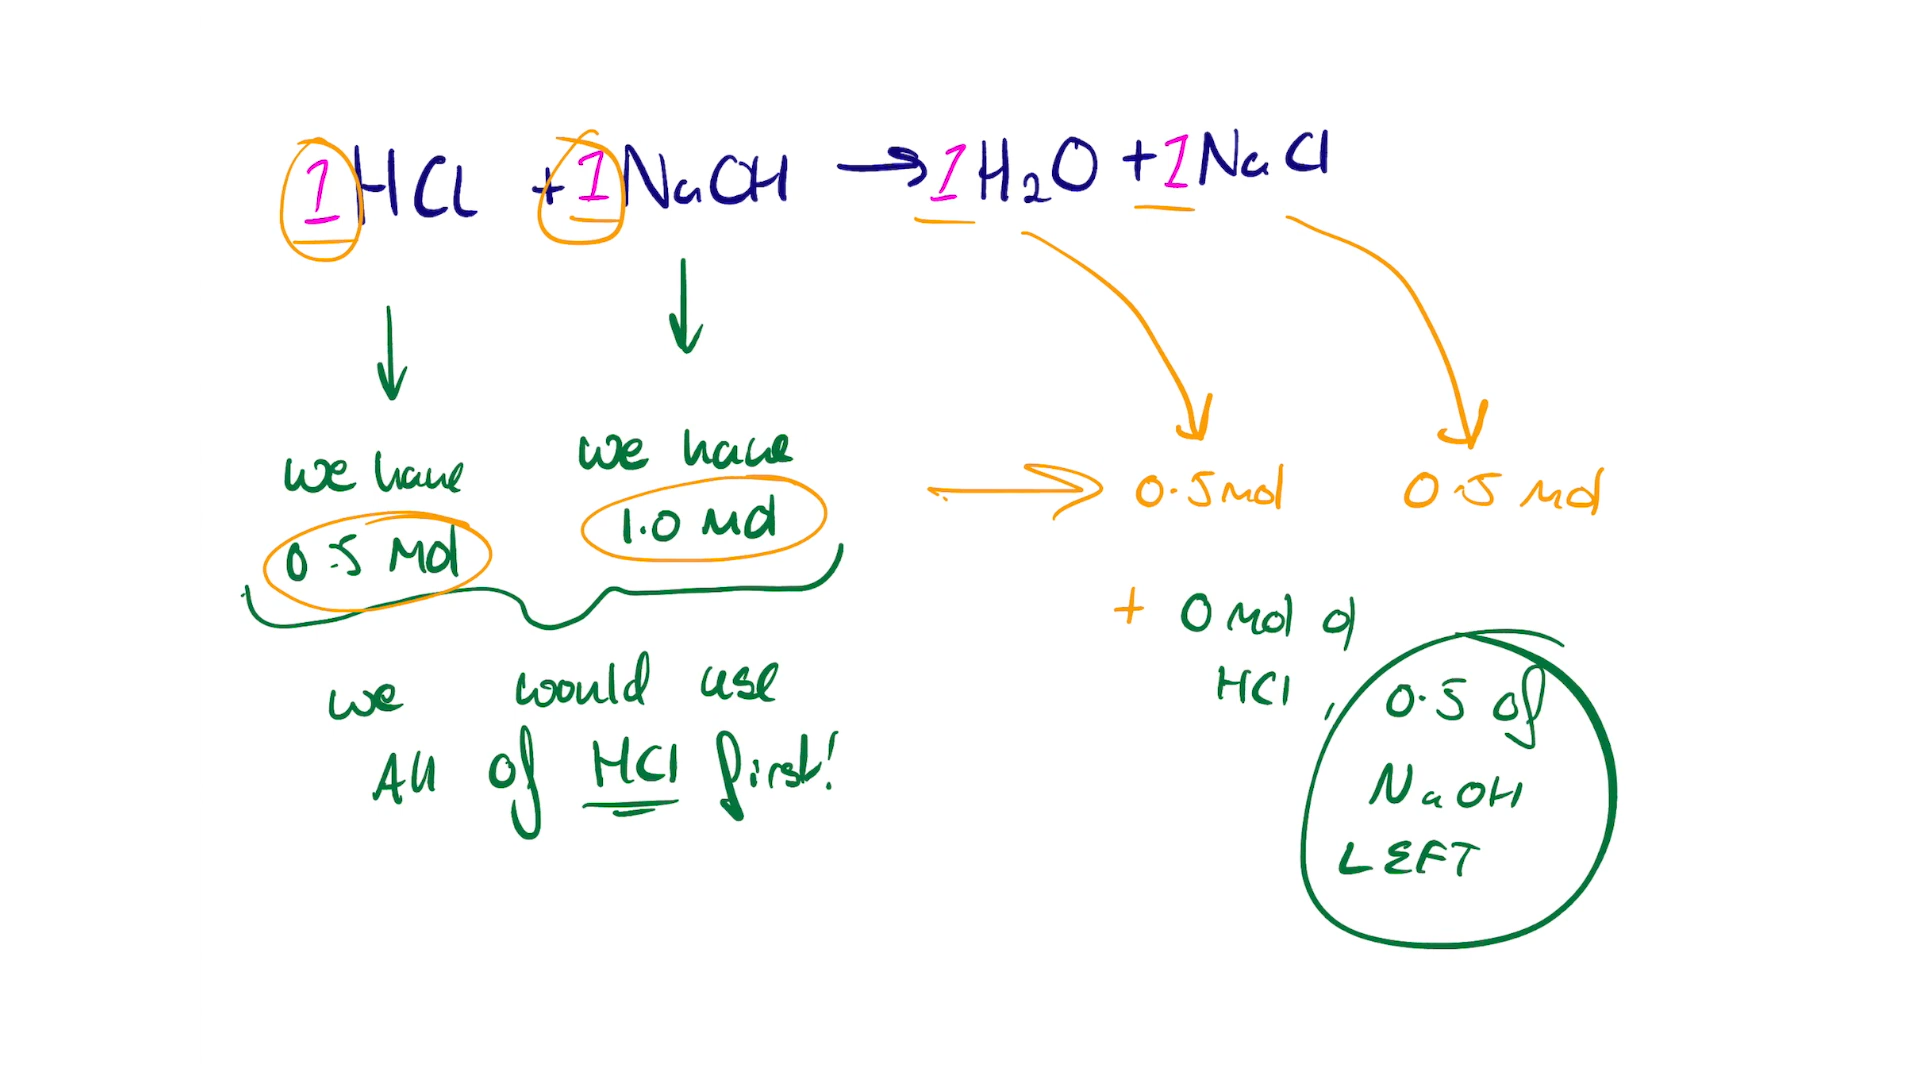 1HCl + 1NaOH → 1H₂O + 1NaCl
we have
0.5 mol
we have
1.0 mol
0.5 mol
0.5 mol
we would use
All of HCl first!
+ 0 mol of
HCl,
0.5 of
NaOH
LEFT